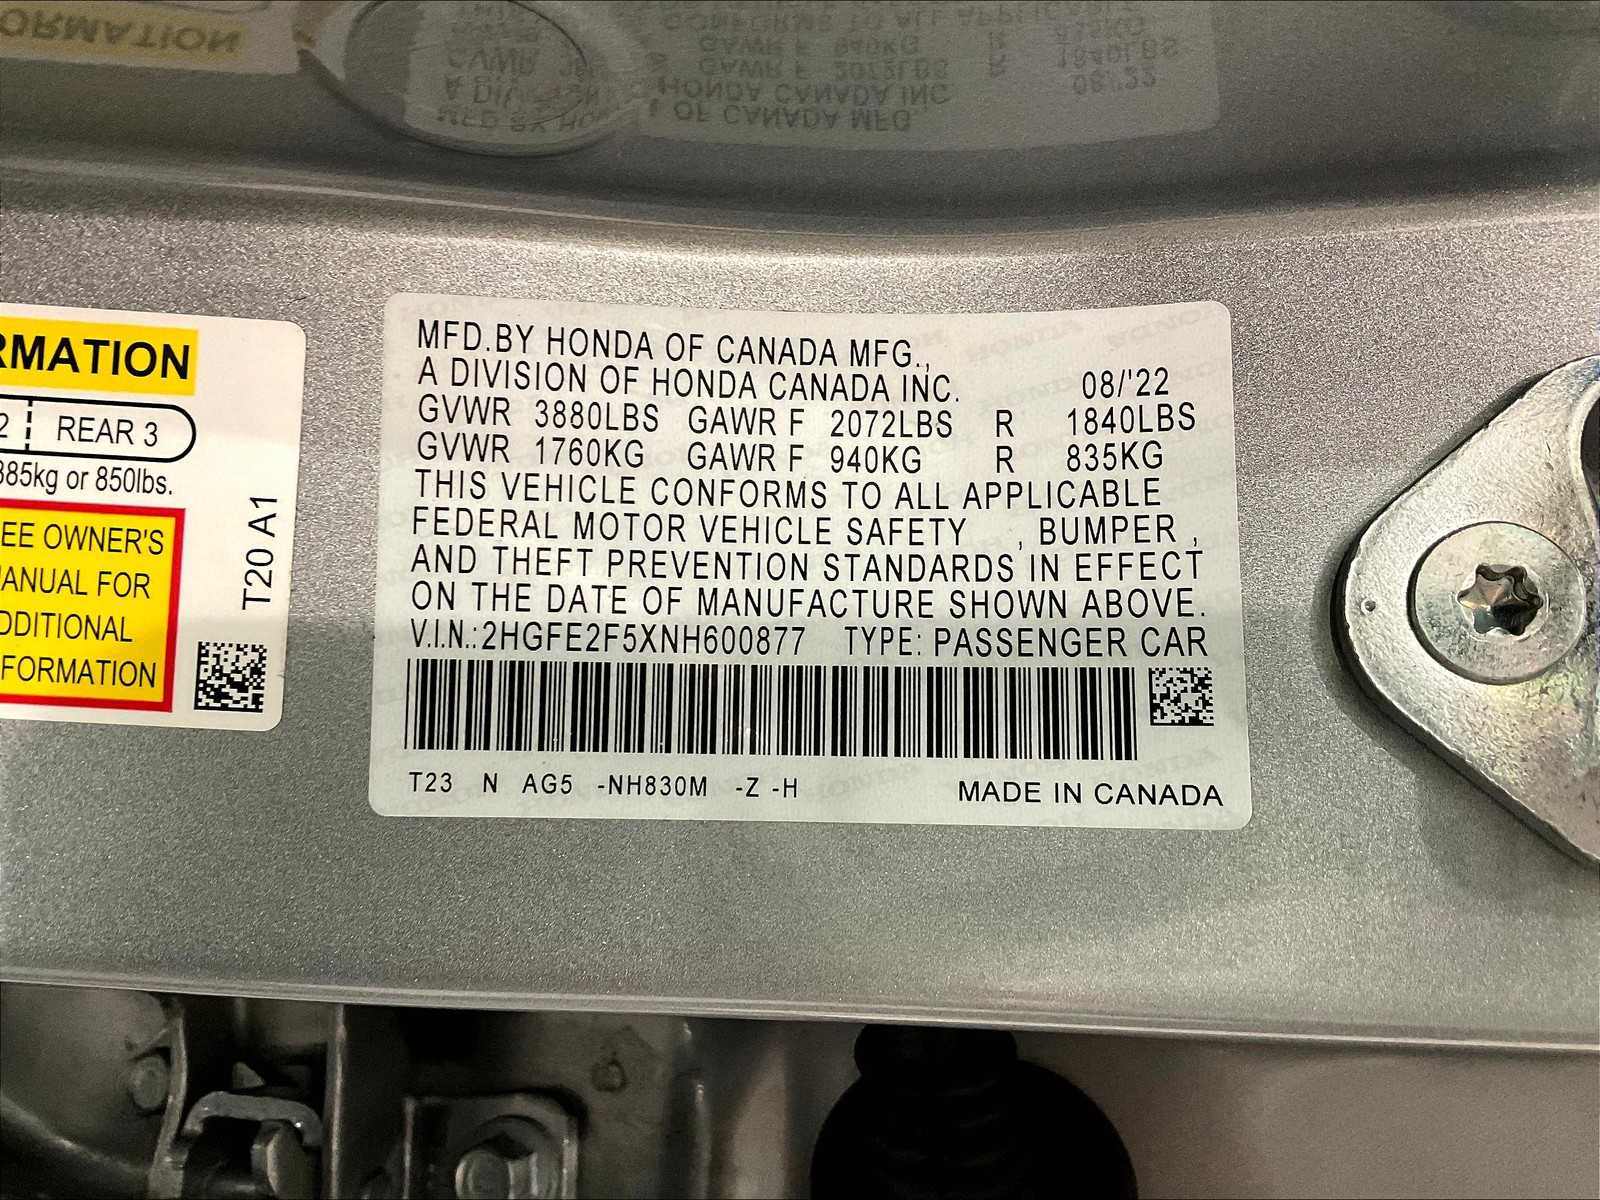 RMATION
2 REAR 3
385kg or 850lbs.
EE OWNER'S
ANUAL FOR
DDITIONAL
FORMATION
T20 A1
MFD.BY HONDA OF CANADA MFG.,
A DIVISION OF HONDA CANADA INC. 08/'22
GVWR 3880LBS GAWR F 2072LBS R 1840LBS
GVWR 1760KG GAWR F 940KG R 835KG
THIS VEHICLE CONFORMS TO ALL APPLICABLE
FEDERAL MOTOR VEHICLE SAFETY , BUMPER ,
AND THEFT PREVENTION STANDARDS IN EFFECT
ON THE DATE OF MANUFACTURE SHOWN ABOVE.
V.I.N.:2HGFE2F5XNH600877 TYPE: PASSENGER CAR
T23 N AG5 -NH830M -Z -H MADE IN CANADA